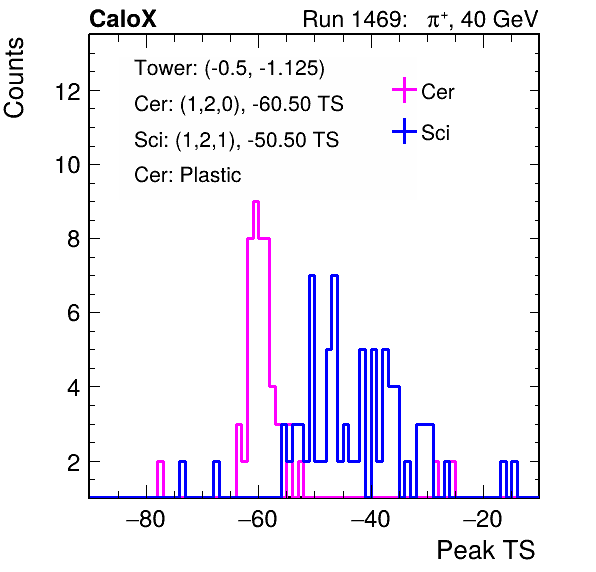 CaloX Run 1469: π⁺, 40 GeV
Counts
Tower: (-0.5, -1.125)
Cer: (1,2,0), -60.50 TS
Sci: (1,2,1), -50.50 TS
Cer: Plastic
Cer
Sci
12
10
8
6
4
2
−80 −60 −40 −20
Peak TS